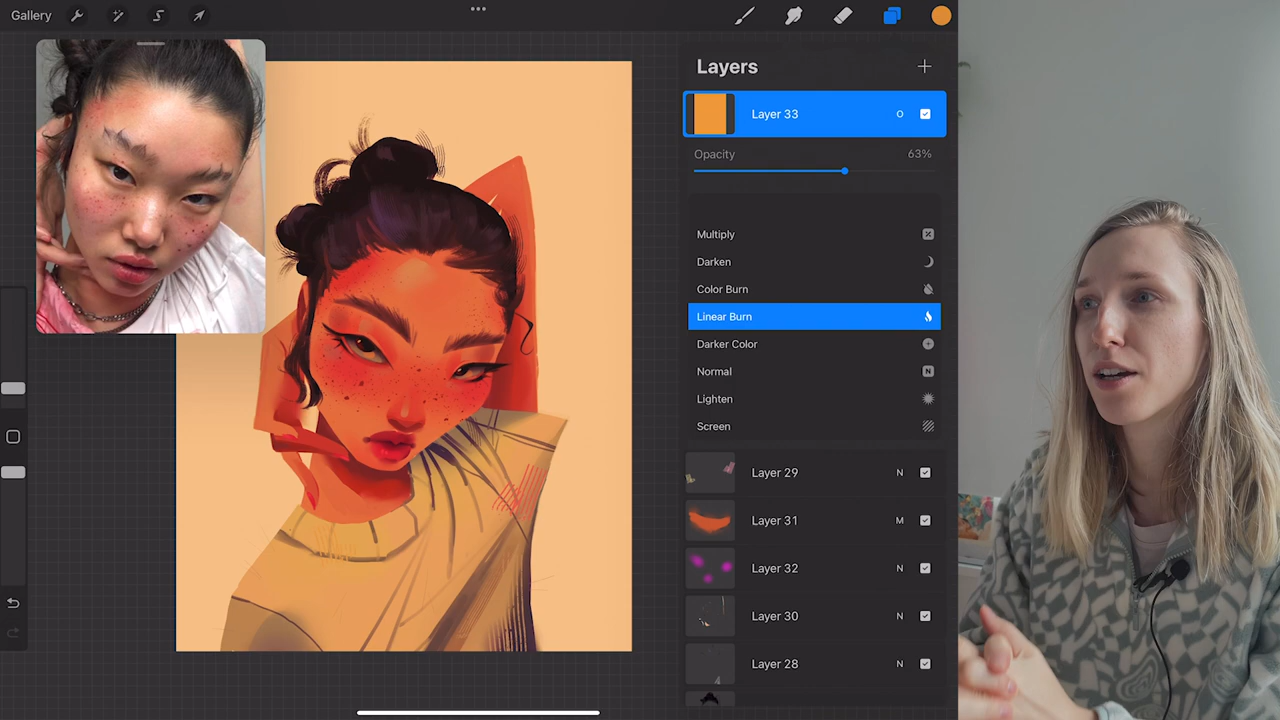 Gallery
Layers
Layer 33 O
Opacity 63%
Multiply
Darken
Color Burn
Linear Burn
Darker Color
Normal N
Lighten
Screen
Layer 29 N
Layer 31 M
Layer 32 N
Layer 30 N
Layer 28 N